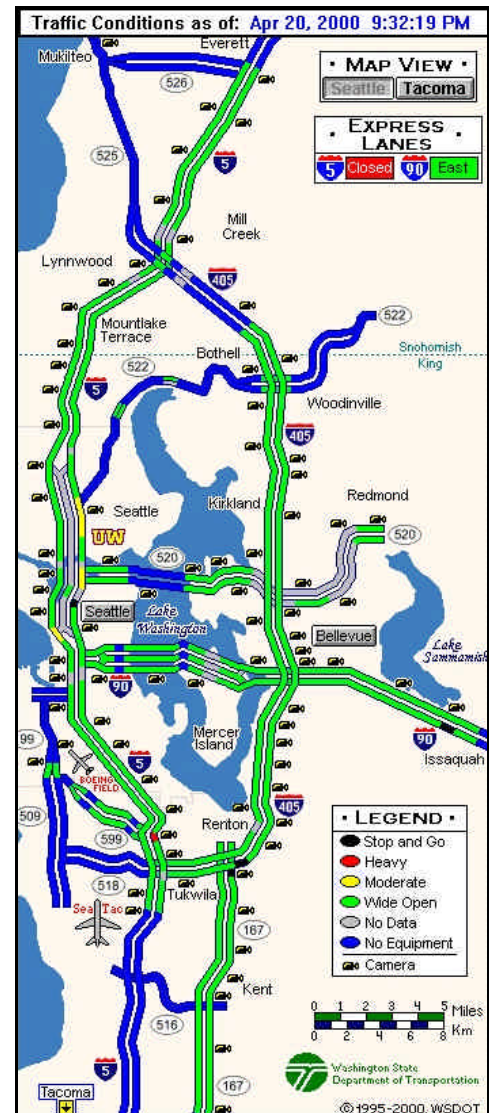 Traffic Conditions as of: Apr 20, 2000 9:32:19 PM
Everett
Mukilteo
· MAP VIEW ·
Seattle Tacoma
526
· EXPRESS LANES ·
5 Closed 90 East
525
5
Mill
Creek
Lynnwood
405
Mountlake
Terrace
522
Bothell
Snohomish
King
522
5
Woodinville
405
Redmond
Seattle
Kirkland
UW
520
520
Seattle
Lake
Washington
Bellevue
Lake
Sammamish
90
90
Issaquah
Mercer
Island
99
5
BOEING
FIELD
405
509
Renton
599
· LEGEND ·
Stop and Go
Heavy
Moderate
Wide Open
No Data
No Equipment
Camera
518
Tukwila
Sea Tac
167
Kent
0 1 2 3 4 5 Miles
0 2 4 6 8 Km
516
5
Washington State
Department of Transportation
167
Tacoma
©1995-2000 WSDOT